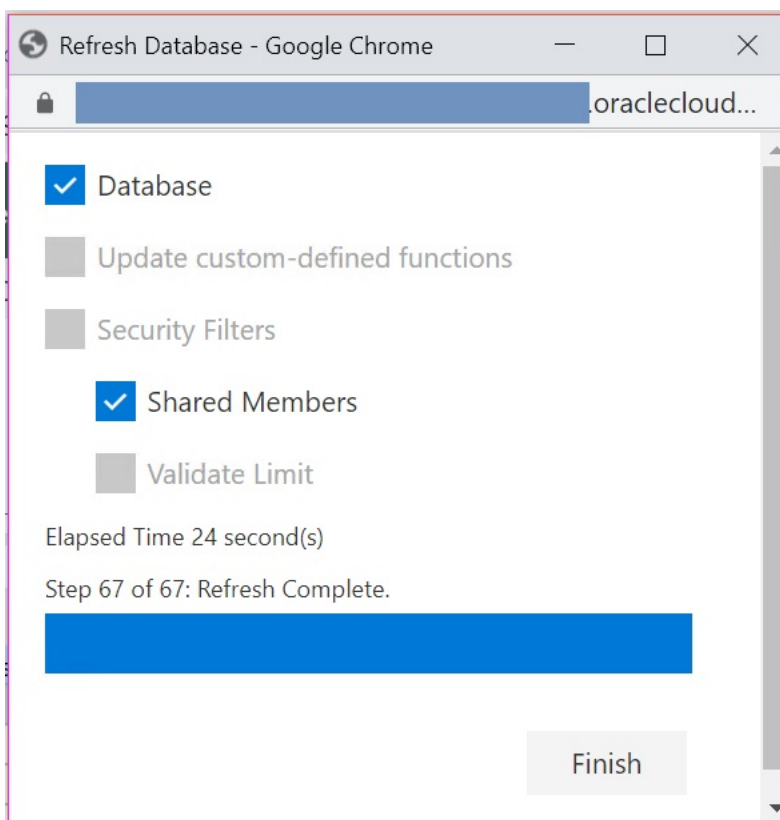 Refresh Database - Google Chrome
.oraclecloud...
Database
Update custom-defined functions
Security Filters
Shared Members
Validate Limit
Elapsed Time 24 second(s)
Step 67 of 67: Refresh Complete.
Finish